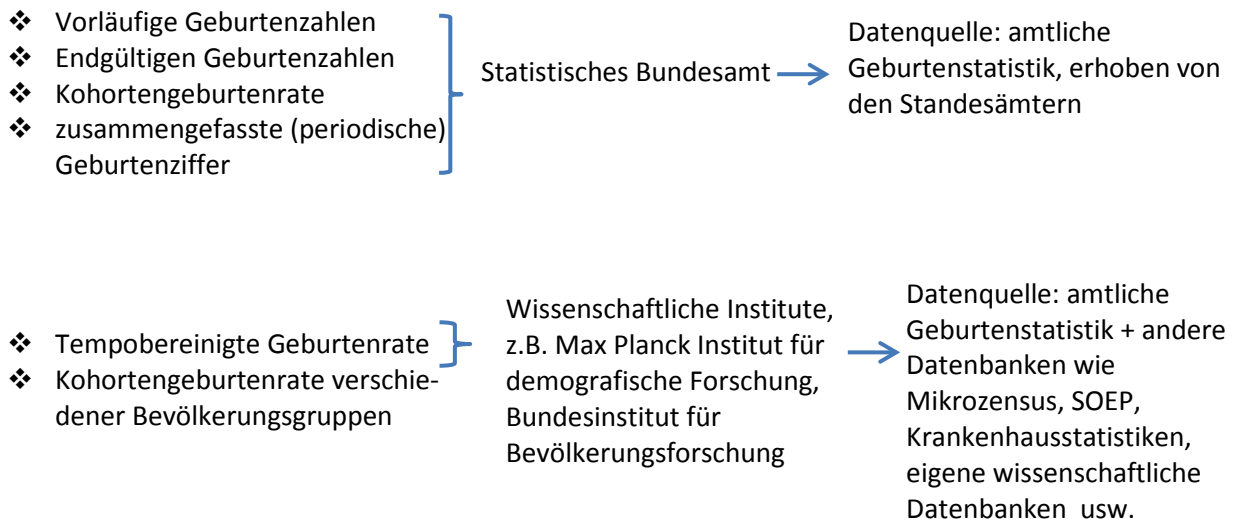 ❖ Vorläufige Geburtenzahlen
❖ Endgültigen Geburtenzahlen
❖ Kohortengeburtenrate
❖ zusammengefasste (periodische)
Geburtenziffer
Statistisches Bundesamt
Datenquelle: amtliche
Geburtenstatistik, erhoben von
den Standesämtern
❖ Tempobereinigte Geburtenrate
❖ Kohortengeburtenrate verschie-
dener Bevölkerungsgruppen
Wissenschaftliche Institute,
z.B. Max Planck Institut für
demografische Forschung,
Bundesinstitut für
Bevölkerungsforschung
Datenquelle: amtliche
Geburtenstatistik + andere
Datenbanken wie
Mikrozensus, SOEP,
Krankenhausstatistiken,
eigene wissenschaftliche
Datenbanken usw.